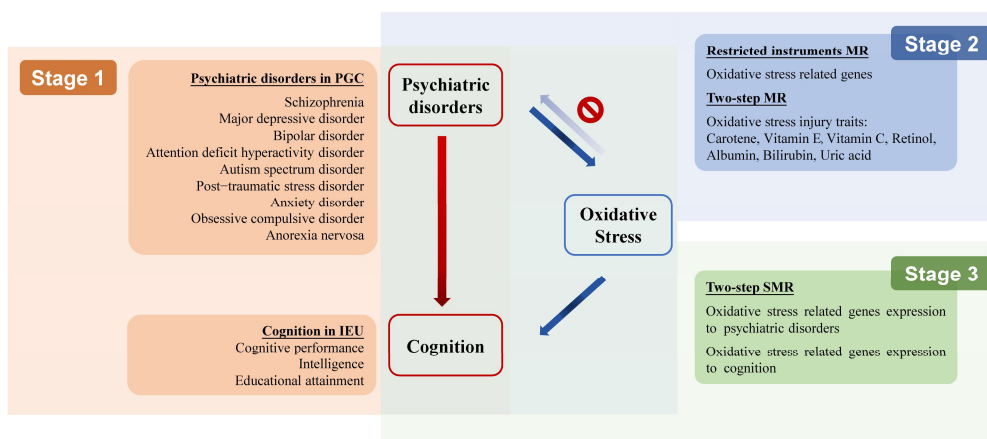 Stage 1
Psychiatric disorders in PGC
Schizophrenia
Major depressive disorder
Bipolar disorder
Attention deficit hyperactivity disorder
Autism spectrum disorder
Post−traumatic stress disorder
Anxiety disorder
Obsessive compulsive disorder
Anorexia nervosa
Cognition in IEU
Cognitive performance
Intelligence
Educational attainment
Psychiatric
disorders
Cognition
Oxidative
Stress
Stage 2
Restricted instruments MR
Oxidative stress related genes
Two-step MR
Oxidative stress injury traits:
Carotene, Vitamin E, Vitamin C, Retinol,
Albumin, Bilirubin, Uric acid
Stage 3
Two-step SMR
Oxidative stress related genes expression
to psychiatric disorders
Oxidative stress related genes expression
to cognition